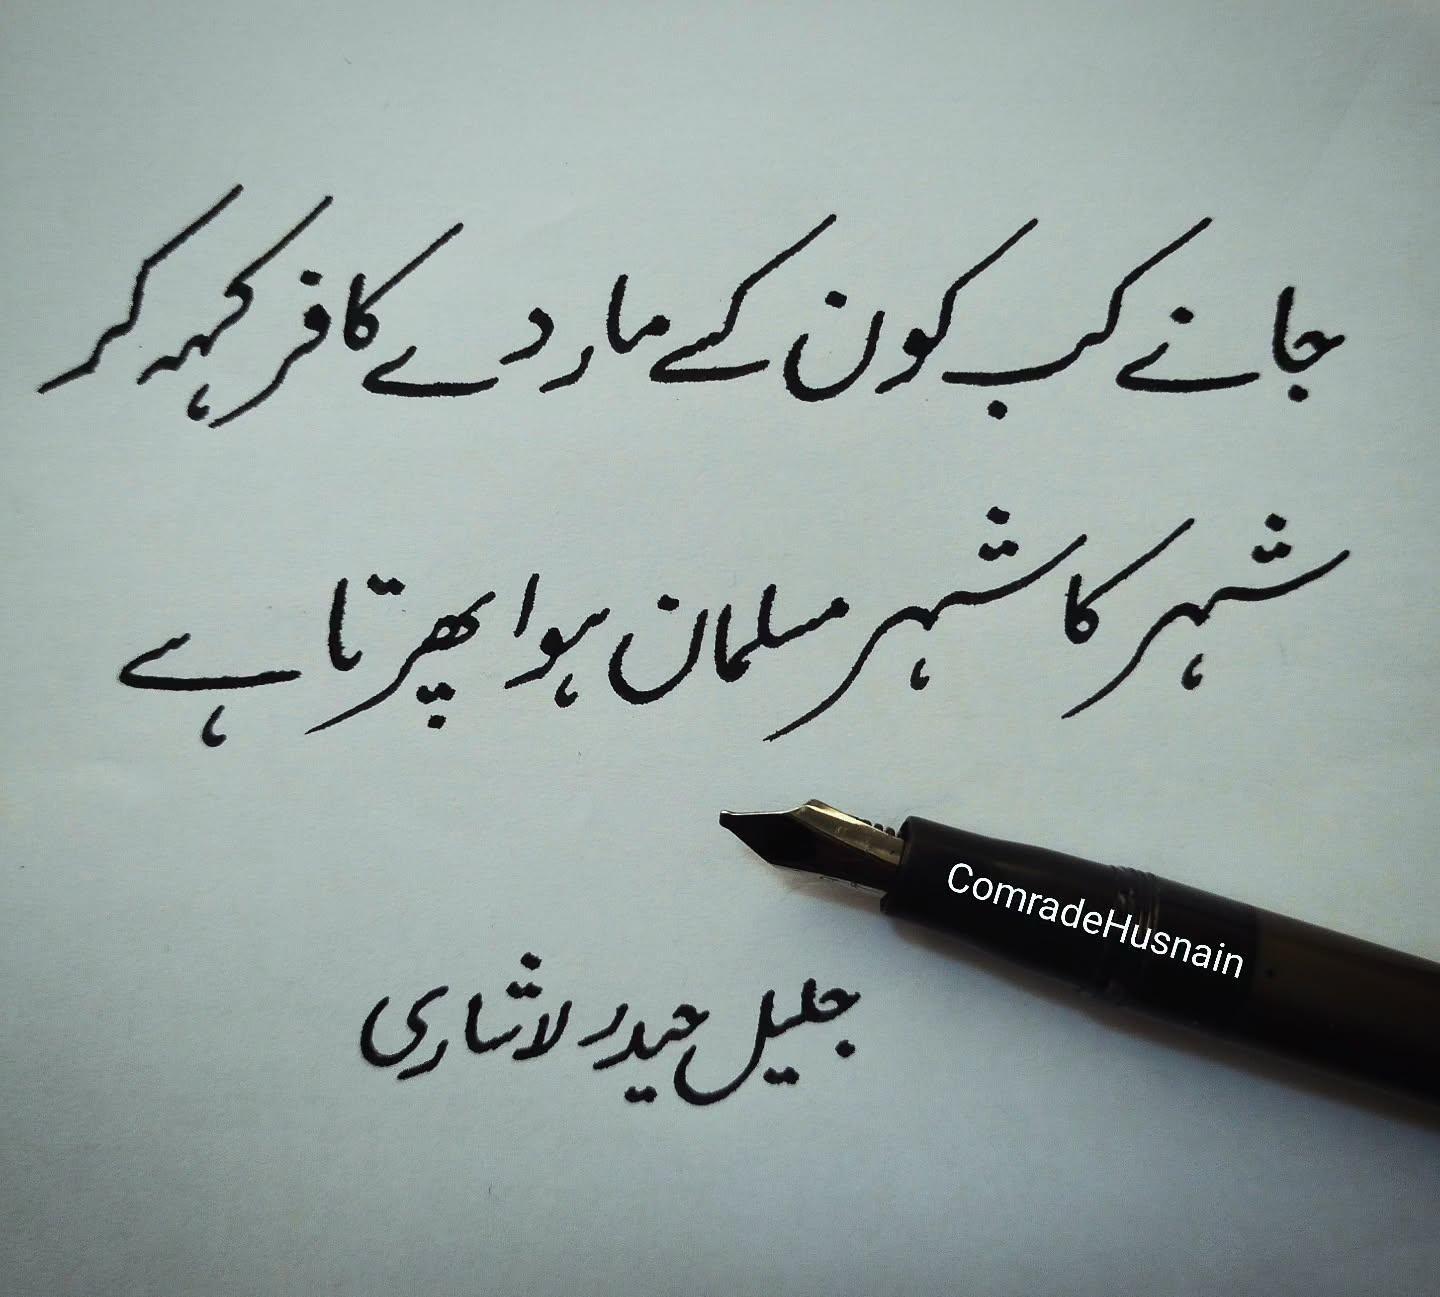 جانے کب کون کسے مار دے کافر کہہ کر
شہر کا شہر مسلمان ہوا پھرتا ہے
ComradeHusnain
جلیل حیدر لاشاری